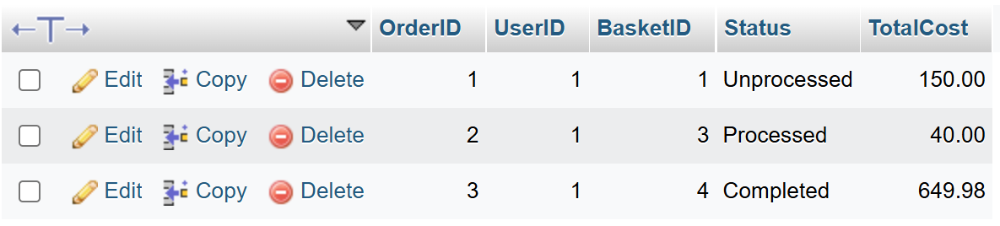 OrderID UserID BasketID Status TotalCost
Edit Copy Delete 1 1 1 Unprocessed 150.00
Edit Copy Delete 2 1 3 Processed 40.00
Edit Copy Delete 3 1 4 Completed 649.98